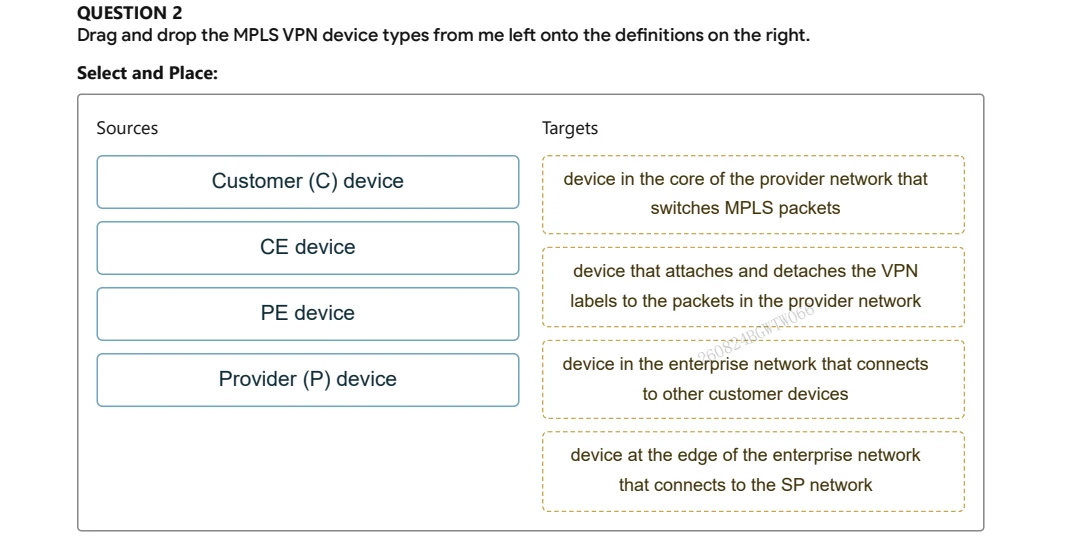 QUESTION 2
Drag and drop the MPLS VPN device types from me left onto the definitions on the right.
Select and Place:
Sources
Targets
Customer (C) device
CE device
PE device
Provider (P) device
device in the core of the provider network that
switches MPLS packets
device that attaches and detaches the VPN
labels to the packets in the provider network
device in the enterprise network that connects
to other customer devices
device at the edge of the enterprise network
that connects to the SP network
260824BGWTW066